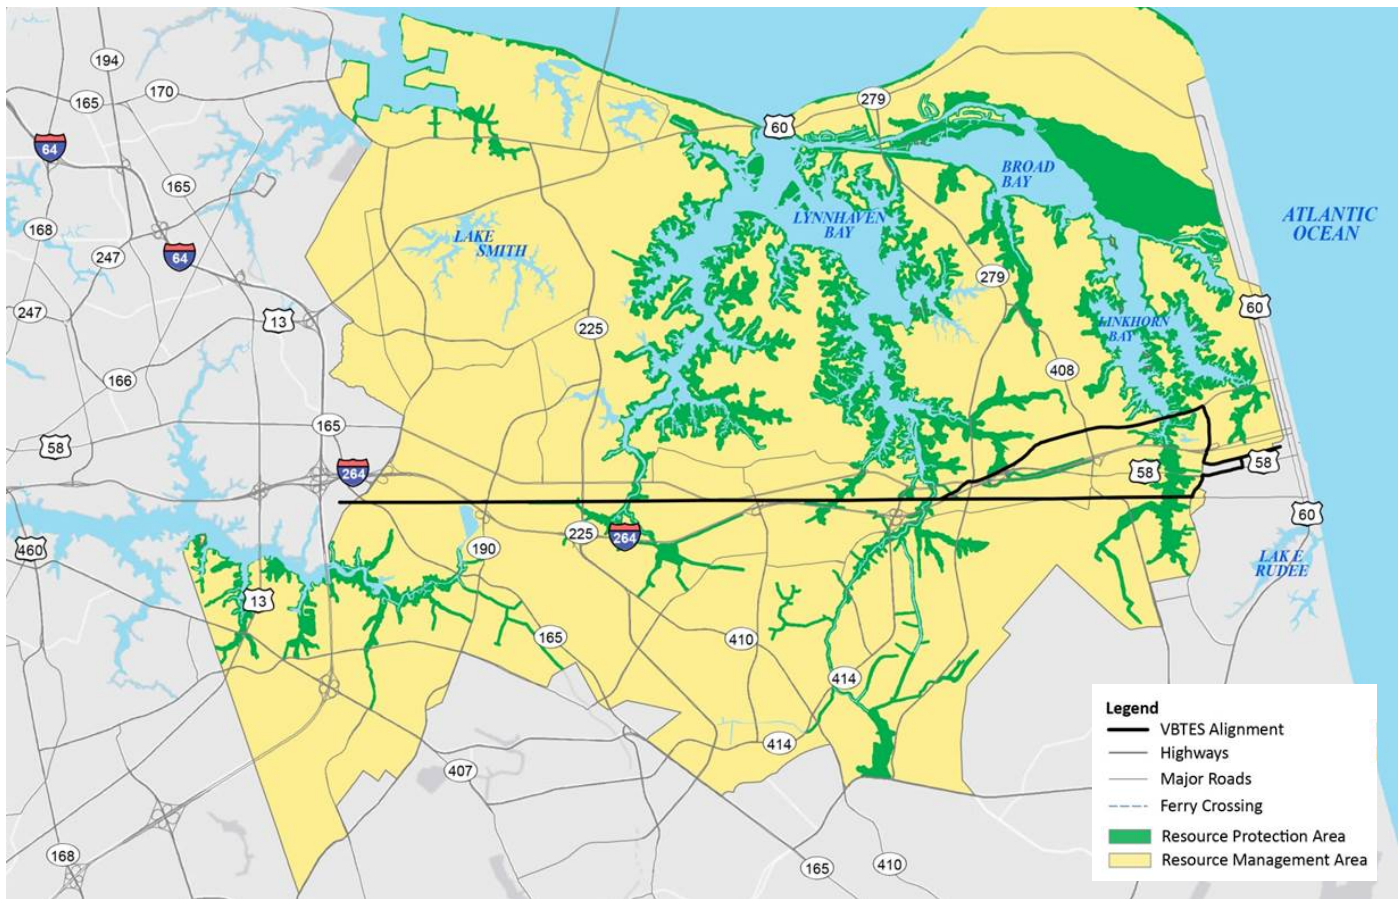 194
170
165
64
279
60
BROAD
BAY
165
168
LYNNHAVEN
BAY
ATLANTIC
OCEAN
LAKE
SMITH
64
247
279
247
13
225
60
LINKHORN
BAY
166
408
165
58
264
58
58
225
264
60
460
190
LAKE
RUDEE
13
165
410
414
414
407
168
165
410
Legend
VBTES Alignment
Highways
Major Roads
Ferry Crossing
Resource Protection Area
Resource Management Area